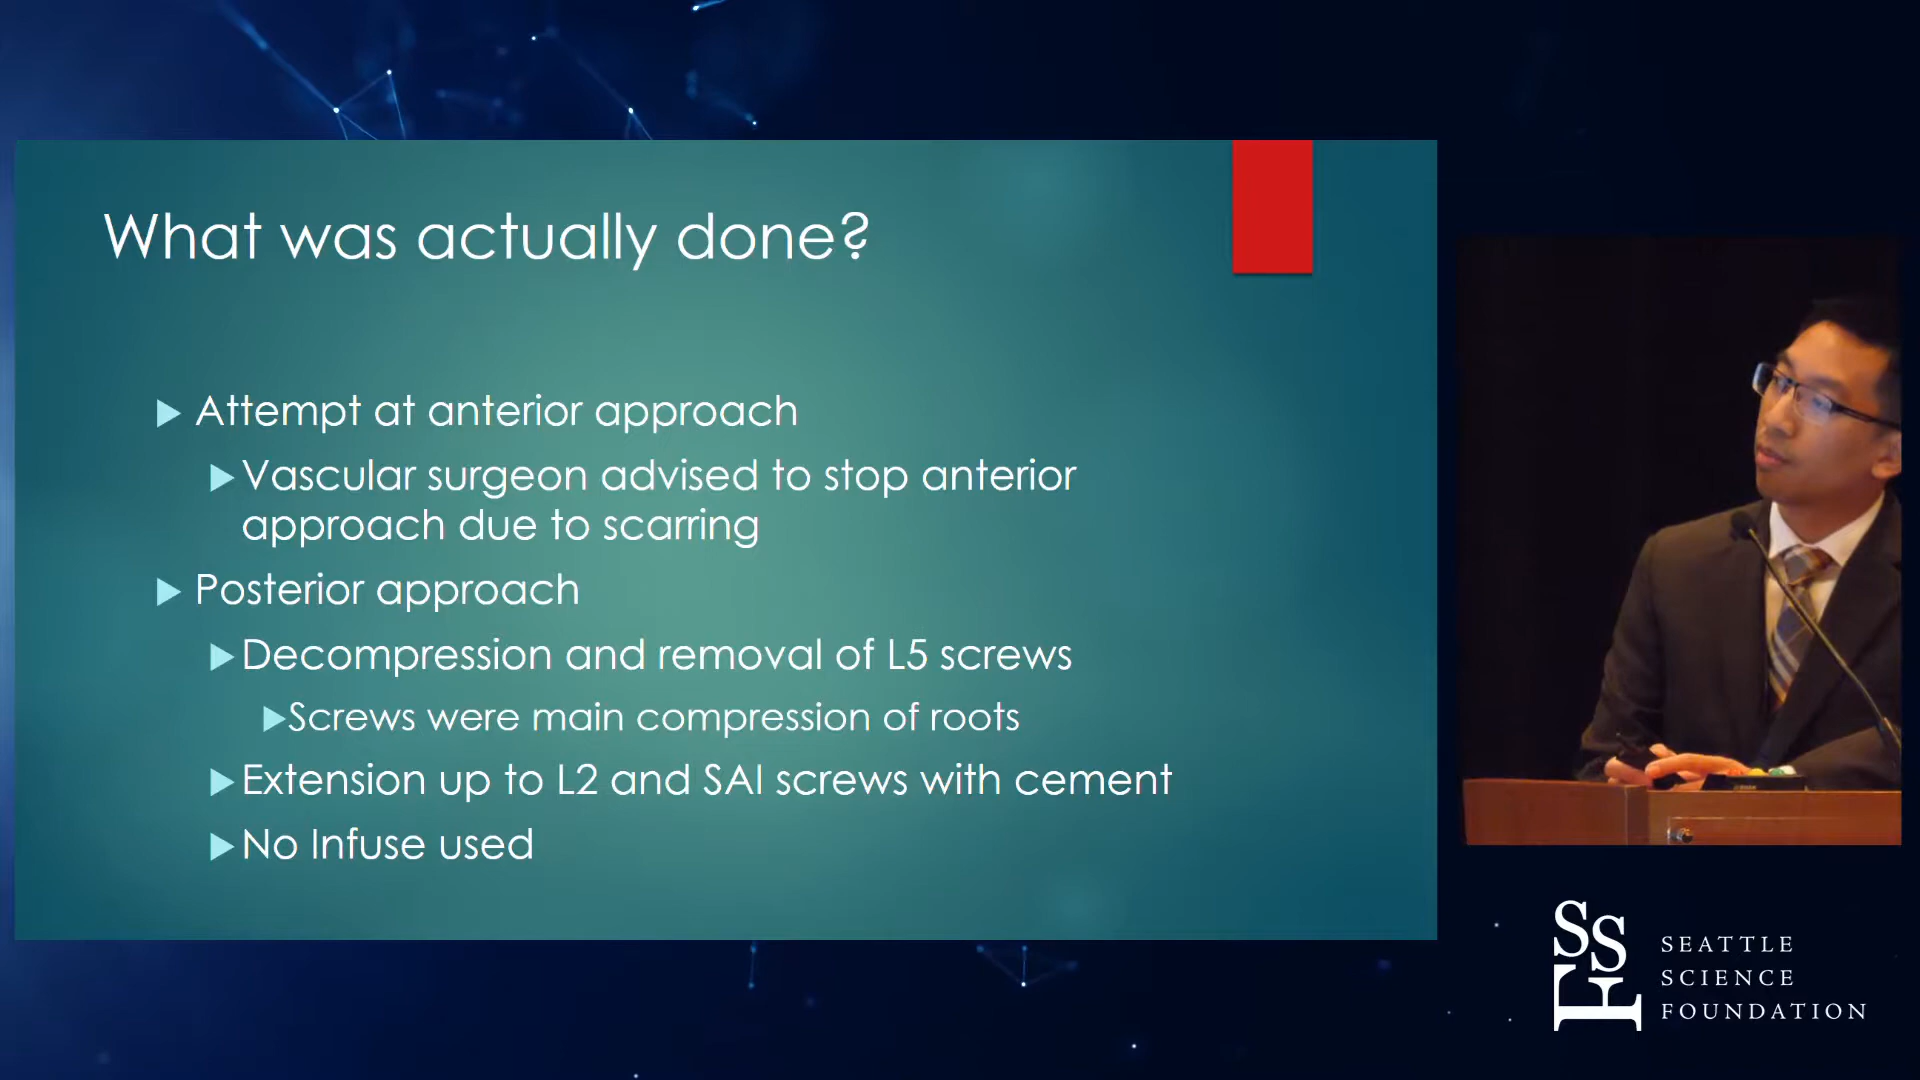 What was actually done?
Attempt at anterior approach
Vascular surgeon advised to stop anterior
approach due to scarring
Posterior approach
Decompression and removal of L5 screws
Screws were main compression of roots
Extension up to L2 and SAI screws with cement
No Infuse used
SSF
SEATTLE
SCIENCE
FOUNDATION